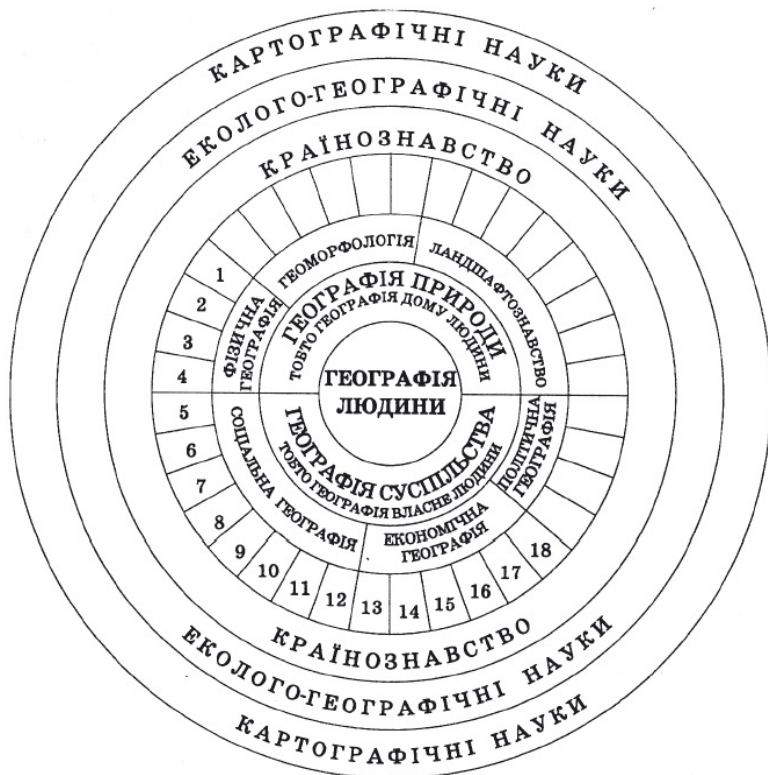 КАРТОГРАФІЧНІ НАУКИ
ЕКОЛОГО-ГЕОГРАФІЧНІ НАУКИ
КРАЇНОЗНАВСТВО
ГЕОМОРФОЛОГІЯ
ЛАНДШАФТОЗНАВСТВО
ФІЗИЧНА
ГЕОГРАФІЯ
ГЕОГРАФІЯ ПРИРОДИ
ТОБТО ГЕОГРАФІЯ ДОМУ ЛЮДИНИ
ГЕОГРАФІЯ
ЛЮДИНИ
ГЕОГРАФІЯ СУСПІЛЬСТВА
ТОБТО ГЕОГРАФІЯ ВЛАСНЕ ЛЮДИНИ
ПОЛІТИЧНА
ГЕОГРАФІЯ
СОЦІАЛЬНА ГЕОГРАФІЯ
ЕКОНОМІЧНА
ГЕОГРАФІЯ
1
2
3
4
5
6
7
8
9
10
11
12
13
14
15
16
17
18
КРАЇНОЗНАВСТВО
ЕКОЛОГО-ГЕОГРАФІЧНІ НАУКИ
КАРТОГРАФІЧНІ НАУКИ